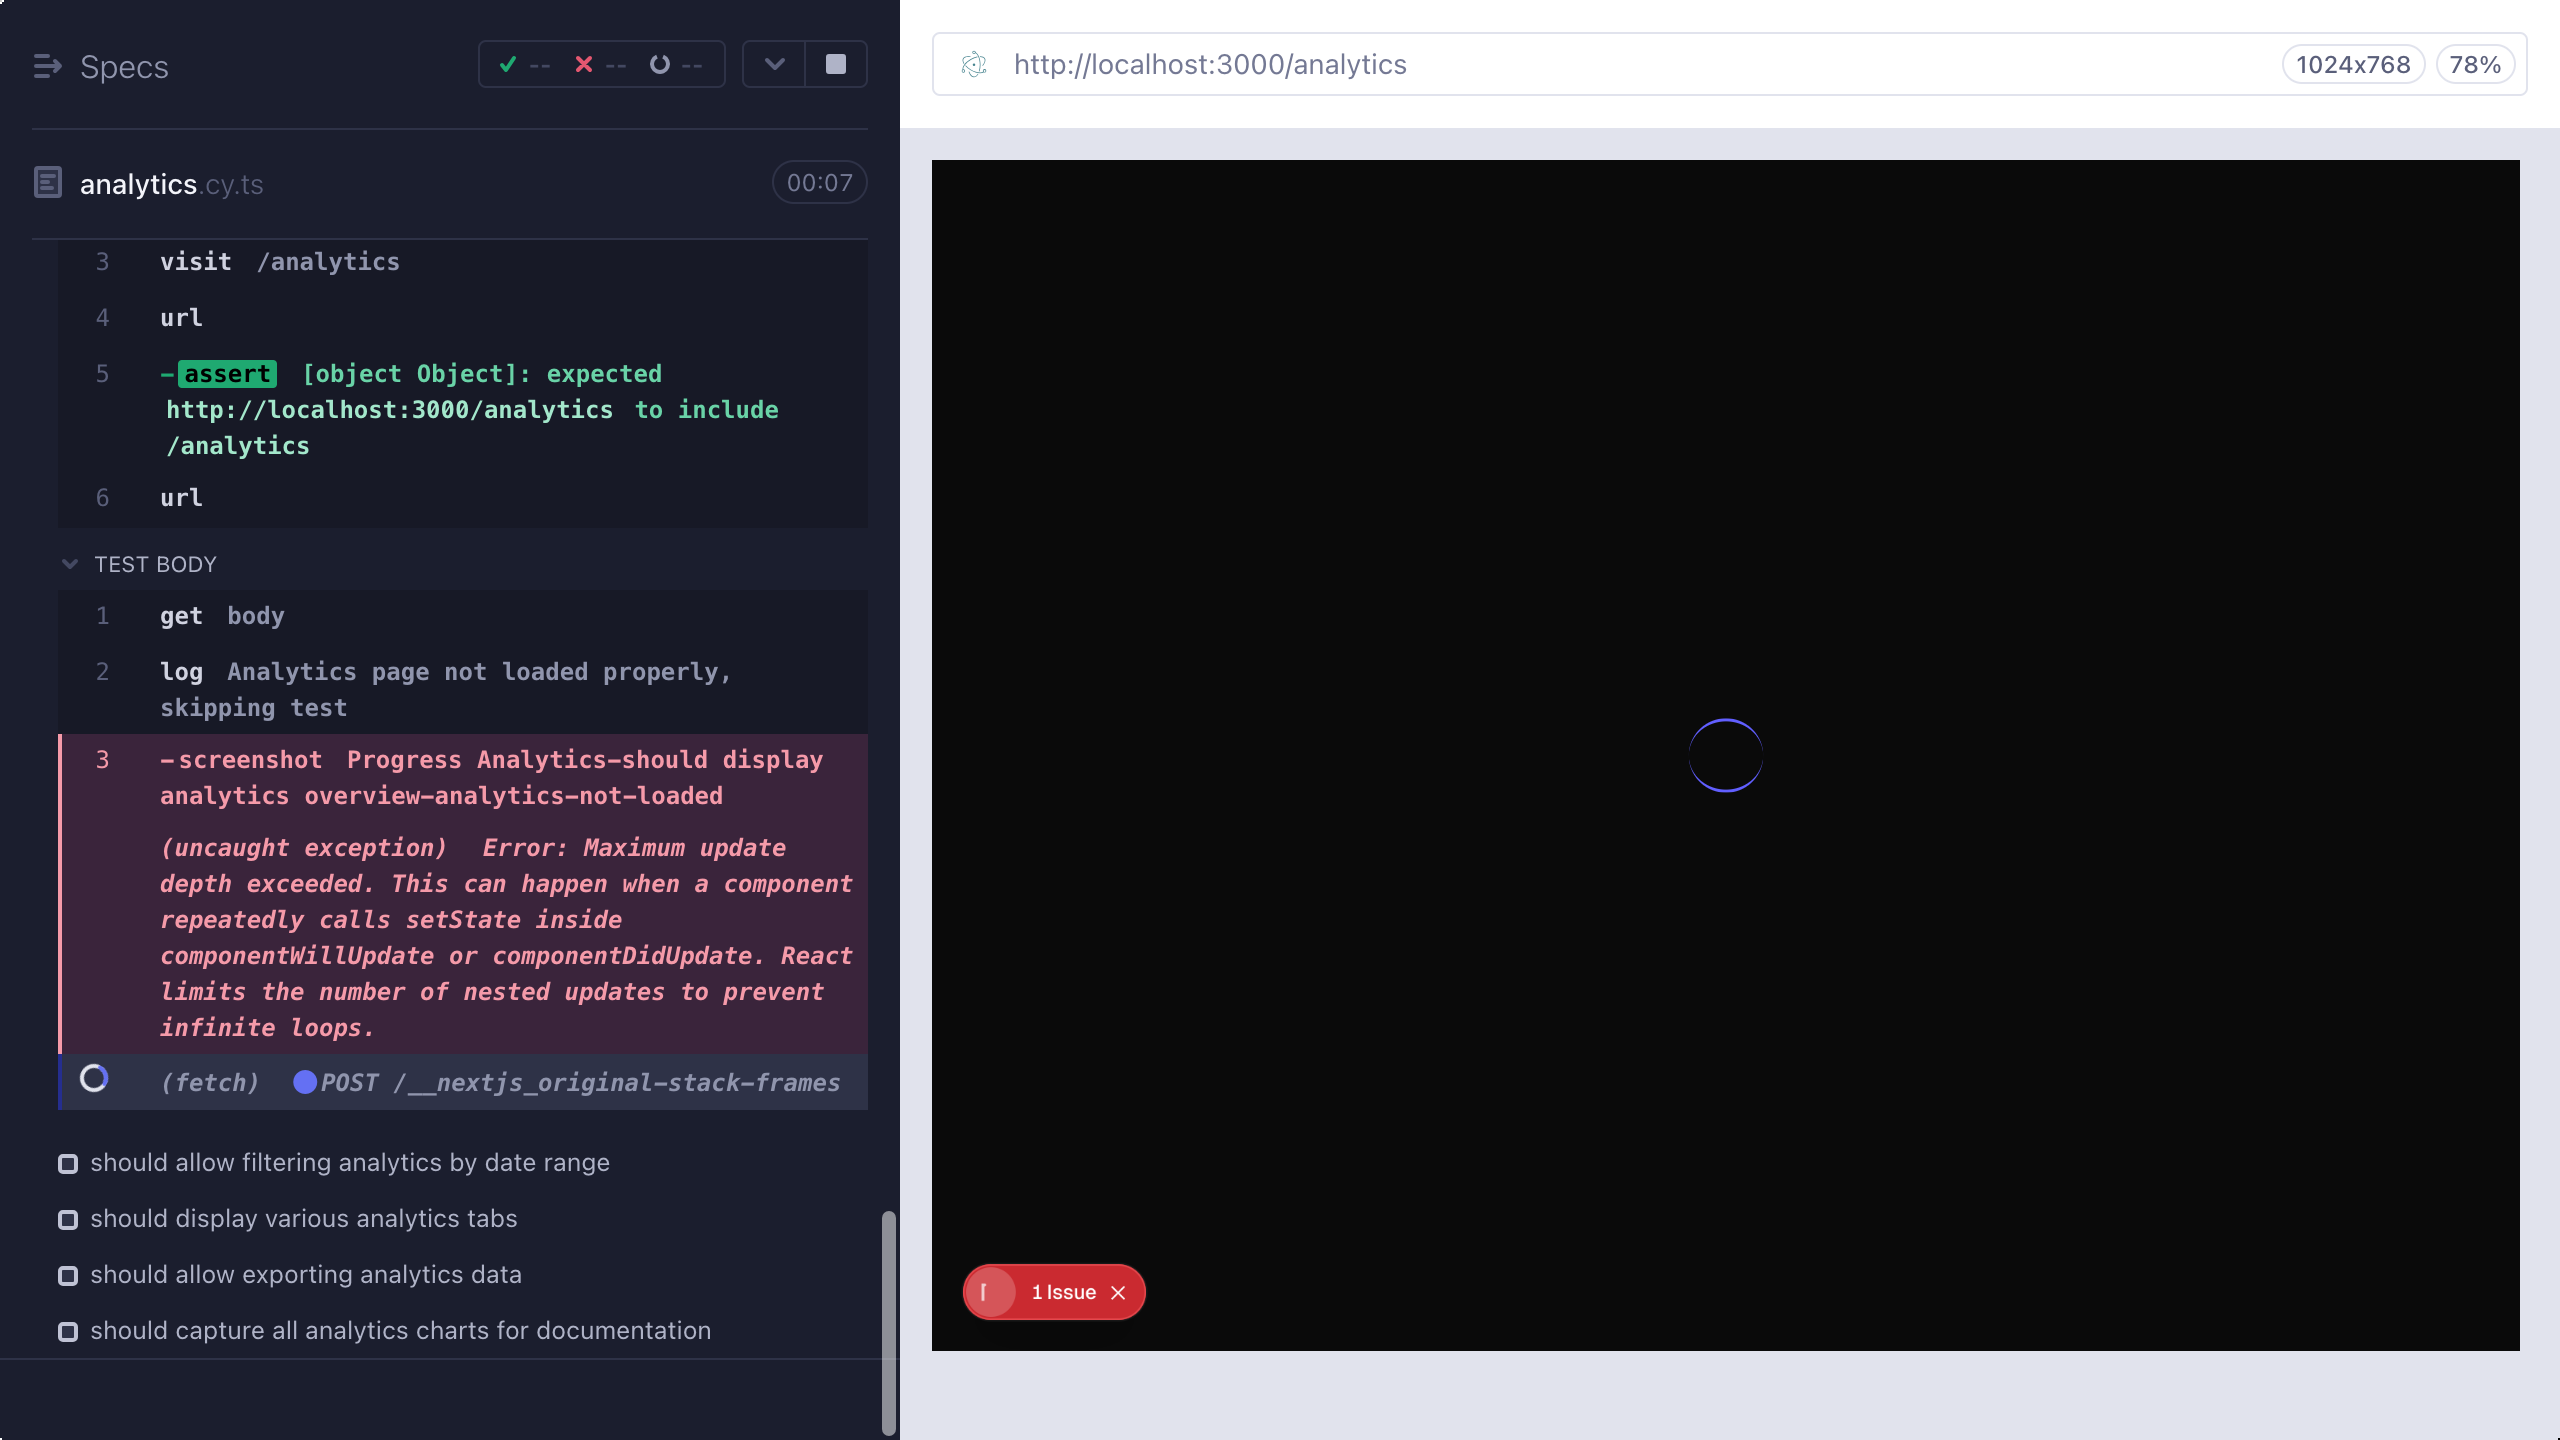 Specs
-- -- --
analytics.cy.ts
00:07
3 visit /analytics
4 url
5 -assert [object Object]: expected
http://localhost:3000/analytics to include
/analytics
6 url
TEST BODY
1 get body
2 log Analytics page not loaded properly,
skipping test
3 -screenshot Progress Analytics-should display
analytics overview-analytics-not-loaded
(uncaught exception) Error: Maximum update
depth exceeded. This can happen when a component
repeatedly calls setState inside
componentWillUpdate or componentDidUpdate. React
limits the number of nested updates to prevent
infinite loops.
(fetch) POST /__nextjs_original-stack-frames
should allow filtering analytics by date range
should display various analytics tabs
should allow exporting analytics data
should capture all analytics charts for documentation
http://localhost:3000/analytics
1024x768
78%
1 Issue